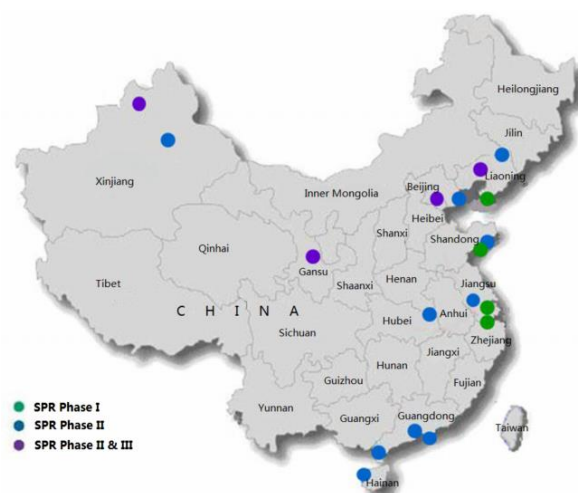 Heilongjiang
Jilin
Liaoning
Inner Mongolia
Beijing
Xinjiang
Heibei
Shanxi
Shandong
Qinhai
Gansu
Shaanxi
Henan
Jiangsu
Tibet
C H I N A
Hubei
Anhui
Sichuan
Zhejiang
Hunan
Jiangxi
Guizhou
Fujian
Yunnan
Guangxi
Guangdong
Taiwan
Hainan
SPR Phase I
SPR Phase II
SPR Phase II & III